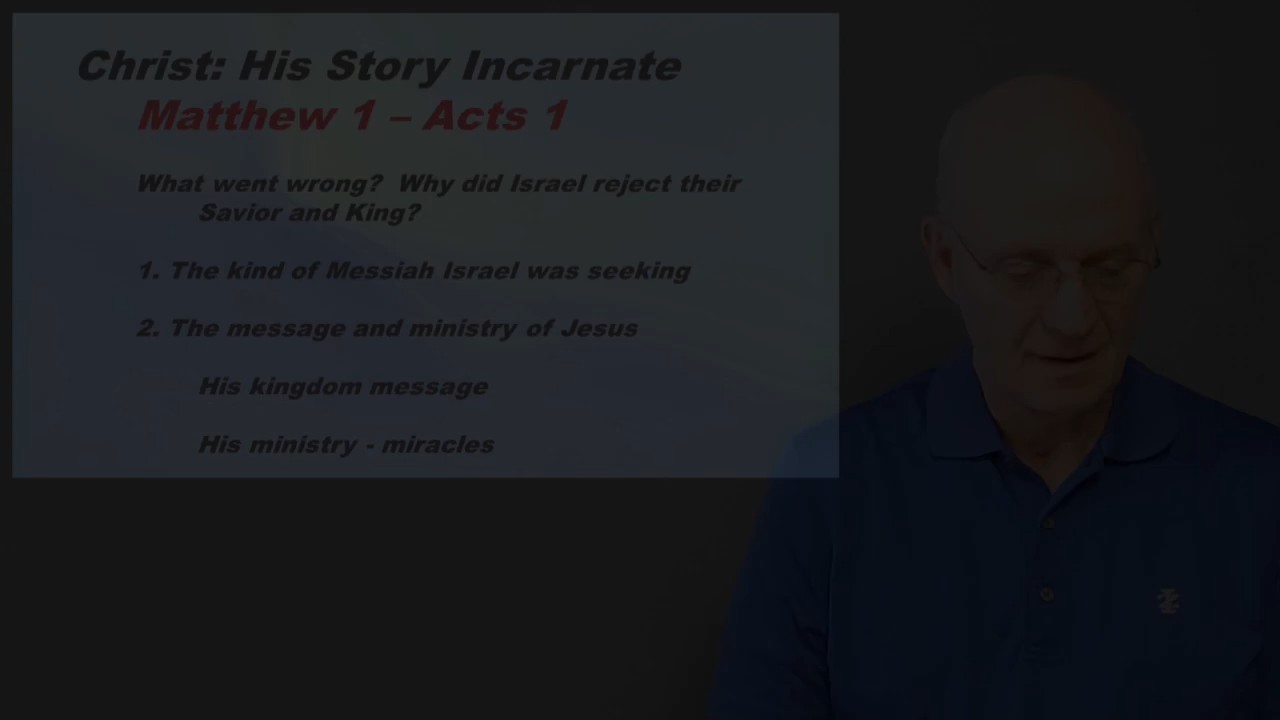 Christ: His Story Incarnate
Matthew 1 – Acts 1
What went wrong? Why did Israel reject their
Savior and King?
1. The kind of Messiah Israel was seeking
2. The message and ministry of Jesus
His kingdom message
His ministry - miracles